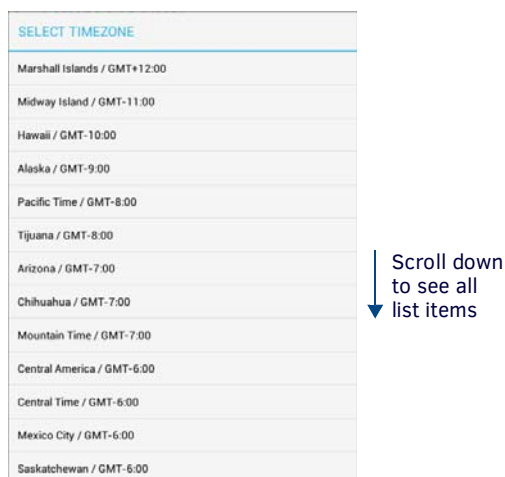 SELECT TIMEZONE
Marshall Islands / GMT+12:00
Midway Island / GMT-11:00
Hawaii / GMT-10:00
Alaska / GMT-9:00
Pacific Time / GMT-8:00
Tijuana / GMT-8:00
Arizona / GMT-7:00
Chihuahua / GMT-7:00
Mountain Time / GMT-7:00
Central America / GMT-6:00
Central Time / GMT-6:00
Mexico City / GMT-6:00
Saskatchewan / GMT-6:00
Scroll down
to see all
list items